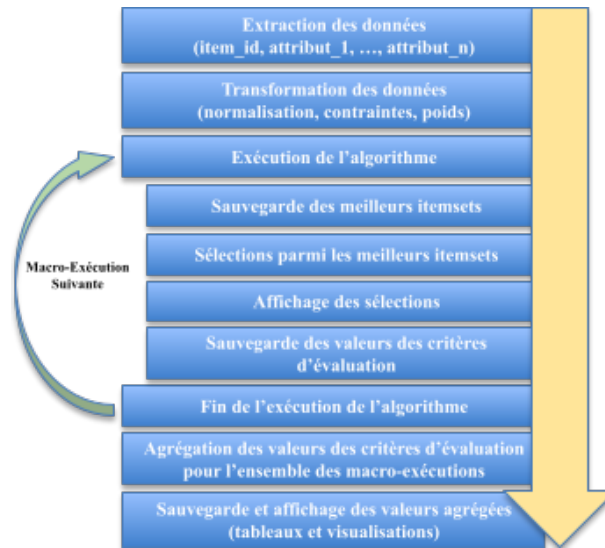 Extraction des données
(item_id, attribut_1, ..., attribut_n)
Transformation des données
(normalisation, contraintes, poids)
Exécution de l'algorithme
Sauvegarde des meilleurs itemsets
Sélections parmi les meilleurs itemsets
Macro-Exécution
Suivante
Affichage des sélections
Sauvegarde des valeurs des critères
d'évaluation
Fin de l'exécution de l'algorithme
Agrégation des valeurs des critères d'évaluation
pour l'ensemble des macro-exécutions
Sauvegarde et affichage des valeurs agrégées
(tableaux et visualisations)